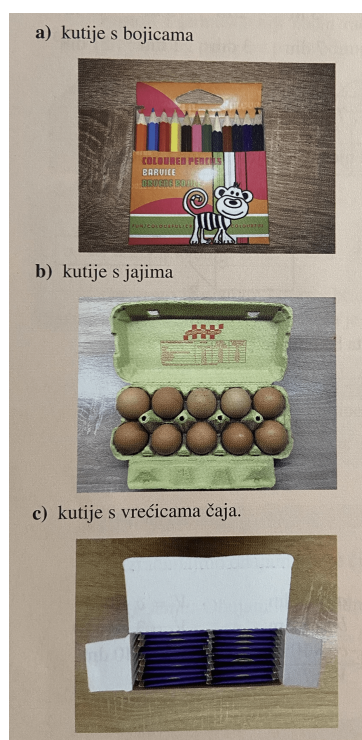 a) kutije s bojicama
COLOURED PENCILS
BARVICE
b) kutije s jajima
c) kutije s vrećicama čaja.